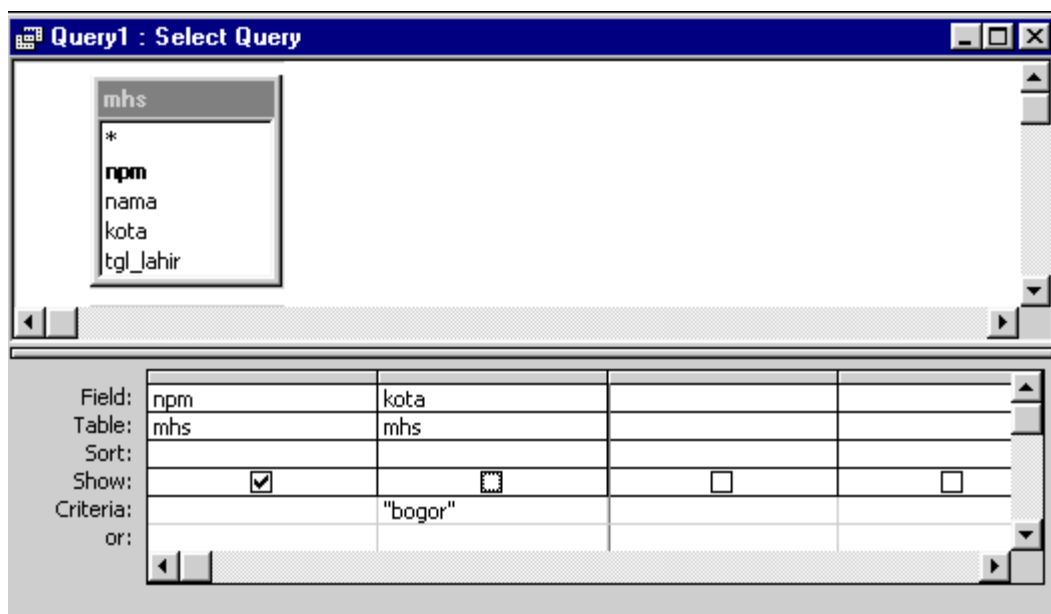 Query1 : Select Query
mhs
*
npm
nama
kota
tgl_lahir
Field: npm kota
Table: mhs mhs
Sort:
Show:
Criteria: "bogor"
or: